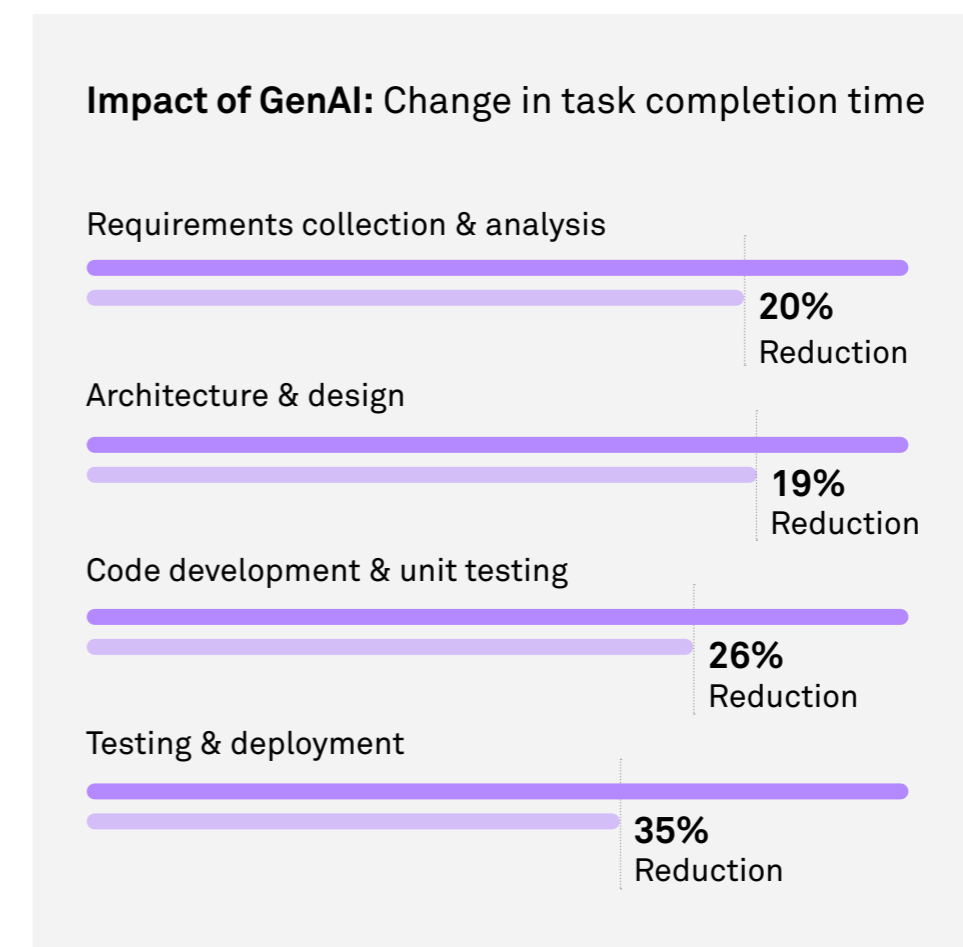 Impact of GenAI: Change in task completion time
Requirements collection & analysis
20%
Reduction
Architecture & design
19%
Reduction
Code development & unit testing
26%
Reduction
Testing & deployment
35%
Reduction